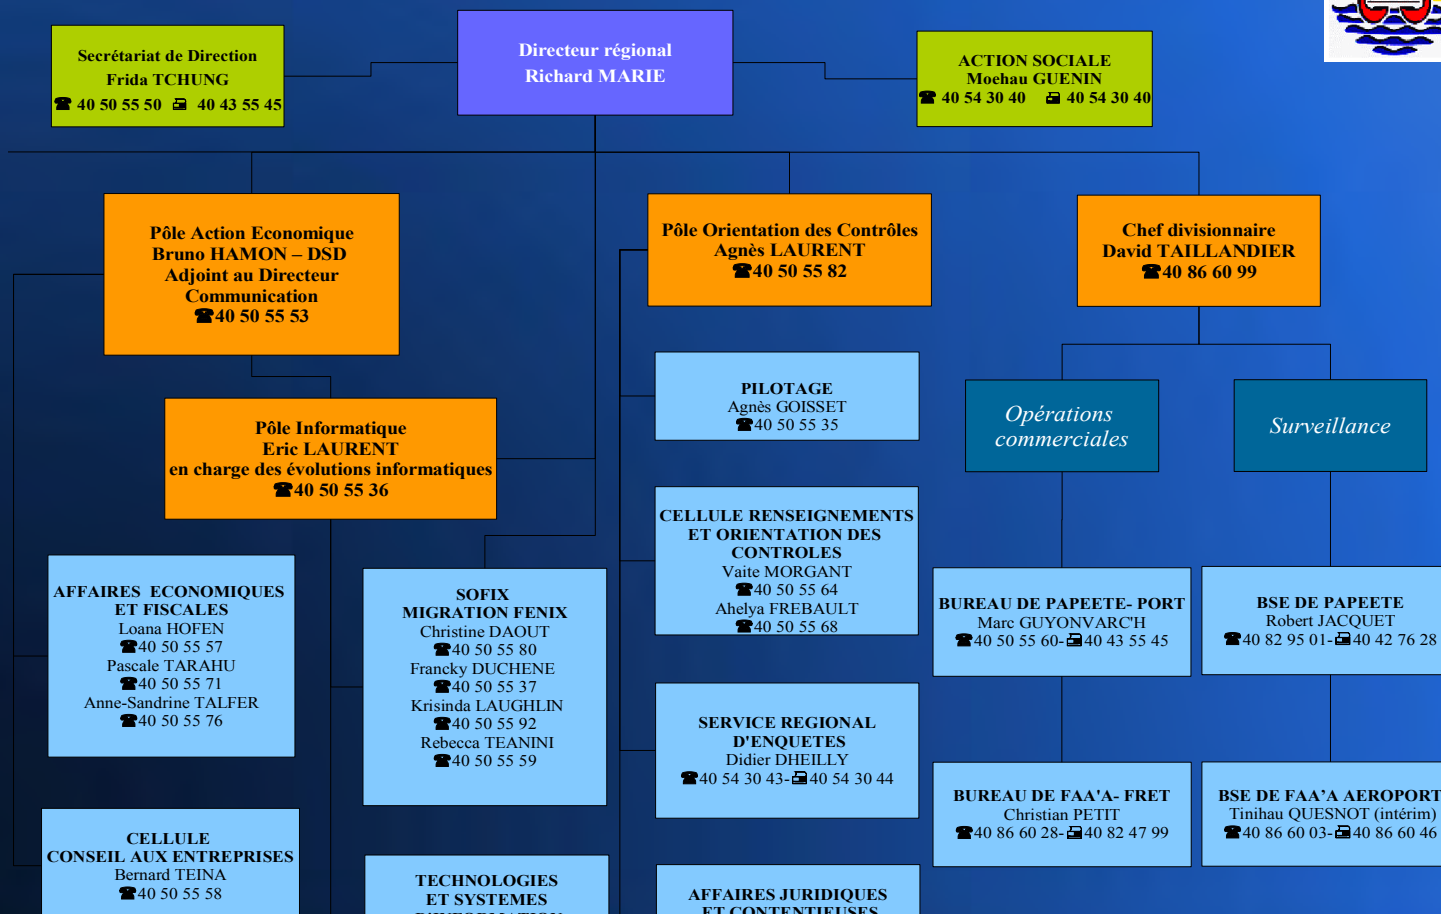 Secrétariat de Direction
Frida TCHUNG
☎ 40 50 55 50 🖷 40 43 55 45
Directeur régional
Richard MARIE
ACTION SOCIALE
Moehau GUENIN
☎ 40 54 30 40 🖷 40 54 30 40
Pôle Action Economique
Bruno HAMON – DSD
Adjoint au Directeur
Communication
☎40 50 55 53
Pôle Orientation des Contrôles
Agnès LAURENT
☎40 50 55 82
Chef divisionnaire
David TAILLANDIER
☎40 86 60 99
Pôle Informatique
Eric LAURENT
en charge des évolutions informatiques
☎40 50 55 36
PILOTAGE
Agnès GOISSET
☎40 50 55 35
Opérations
commerciales
Surveillance
CELLULE RENSEIGNEMENTS
ET ORIENTATION DES
CONTROLES
Vaite MORGANT
☎40 50 55 64
Ahelya FREBAULT
☎40 50 55 68
AFFAIRES ECONOMIQUES
ET FISCALES
Loana HOFEN
☎40 50 55 57
Pascale TARAHU
☎40 50 55 71
Anne-Sandrine TALFER
☎40 50 55 76
SOFIX
MIGRATION FENIX
Christine DAOUT
☎40 50 55 80
Francky DUCHENE
☎40 50 55 37
Krisinda LAUGHLIN
☎40 50 55 92
Rebecca TEANINI
☎40 50 55 59
BUREAU DE PAPEETE- PORT
Marc GUYONVARC'H
☎40 50 55 60-🖷40 43 55 45
BSE DE PAPEETE
Robert JACQUET
☎40 82 95 01-🖷40 42 76 28
SERVICE REGIONAL
D'ENQUETES
Didier DHEILLY
☎40 54 30 43-🖷40 54 30 44
BUREAU DE FAA'A- FRET
Christian PETIT
☎40 86 60 28-🖷40 82 47 99
BSE DE FAA’A AEROPORT
Tinihau QUESNOT (intérim)
☎40 86 60 03-🖷40 86 60 46
CELLULE
CONSEIL AUX ENTREPRISES
Bernard TEINA
☎40 50 55 58
TECHNOLOGIES
ET SYSTEMES
D'INFORMATION
AFFAIRES JURIDIQUES
ET CONTENTIEUSES